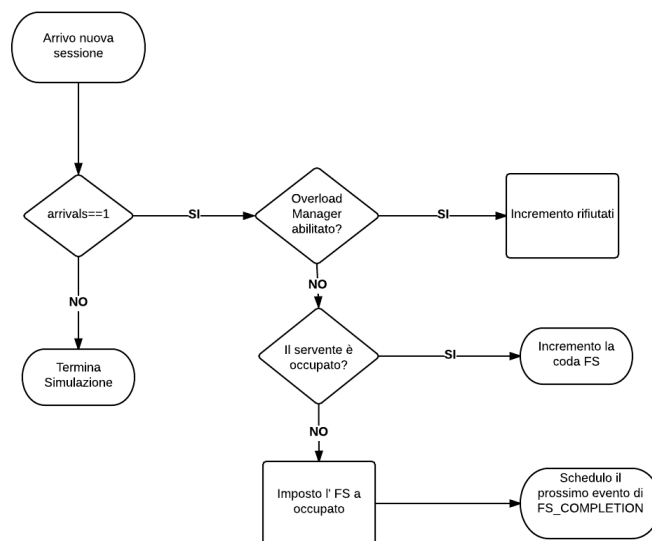 Arrivo nuova
sessione
arrivals==1
SI
Overload
Manager
abilitato?
SI
Incremento rifiutati
NO
NO
Termina
Simulazione
Il servente è
occupato?
SI
Incremento la
coda FS
NO
Imposto l' FS a
occupato
Schedulo il
prossimo evento di
FS_COMPLETION